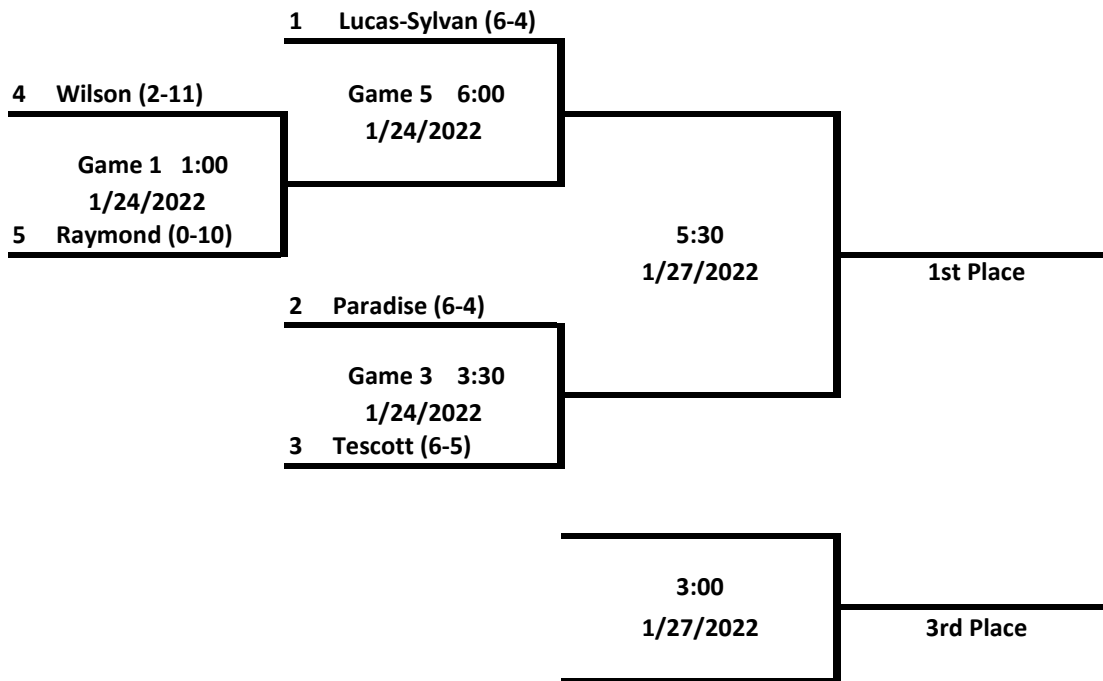 1 Lucas-Sylvan (6-4)
4 Wilson (2-11)
Game 5 6:00
1/24/2022
Game 1 1:00
1/24/2022
5 Raymond (0-10)
5:30
1/27/2022
1st Place
2 Paradise (6-4)
Game 3 3:30
1/24/2022
3 Tescott (6-5)
3:00
1/27/2022
3rd Place